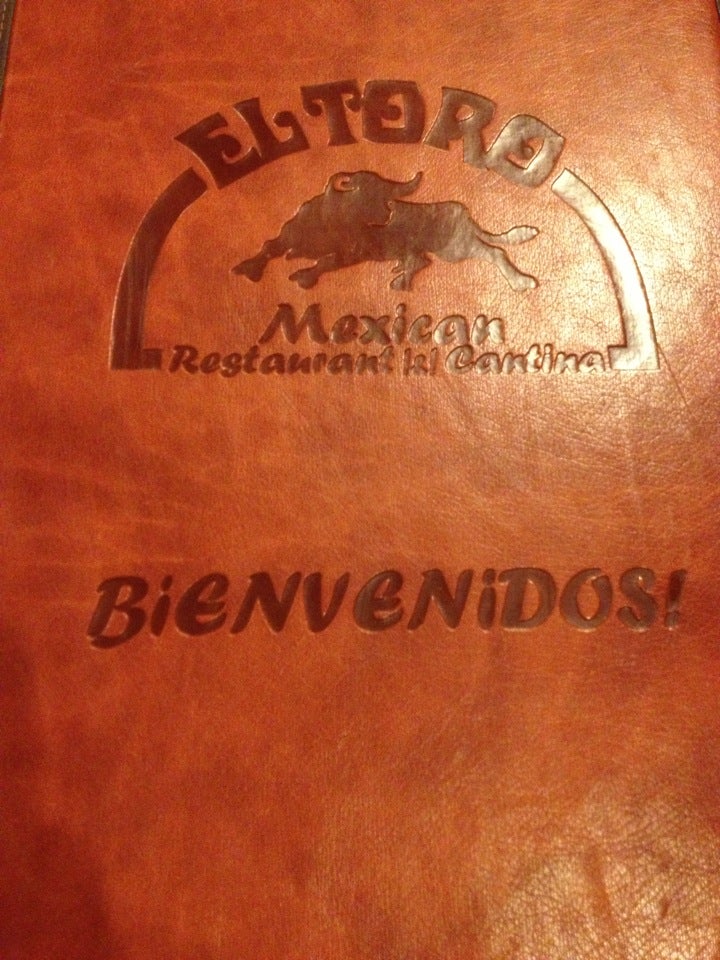 EL TORO
Mexican
Restaurant Cantina
BiENVENiDOS!